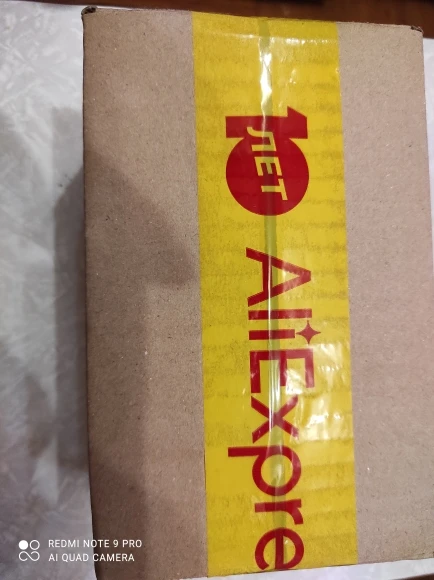 10
ЛЕТ
AliExpre
REDMI NOTE 9 PRO
AI QUAD CAMERA